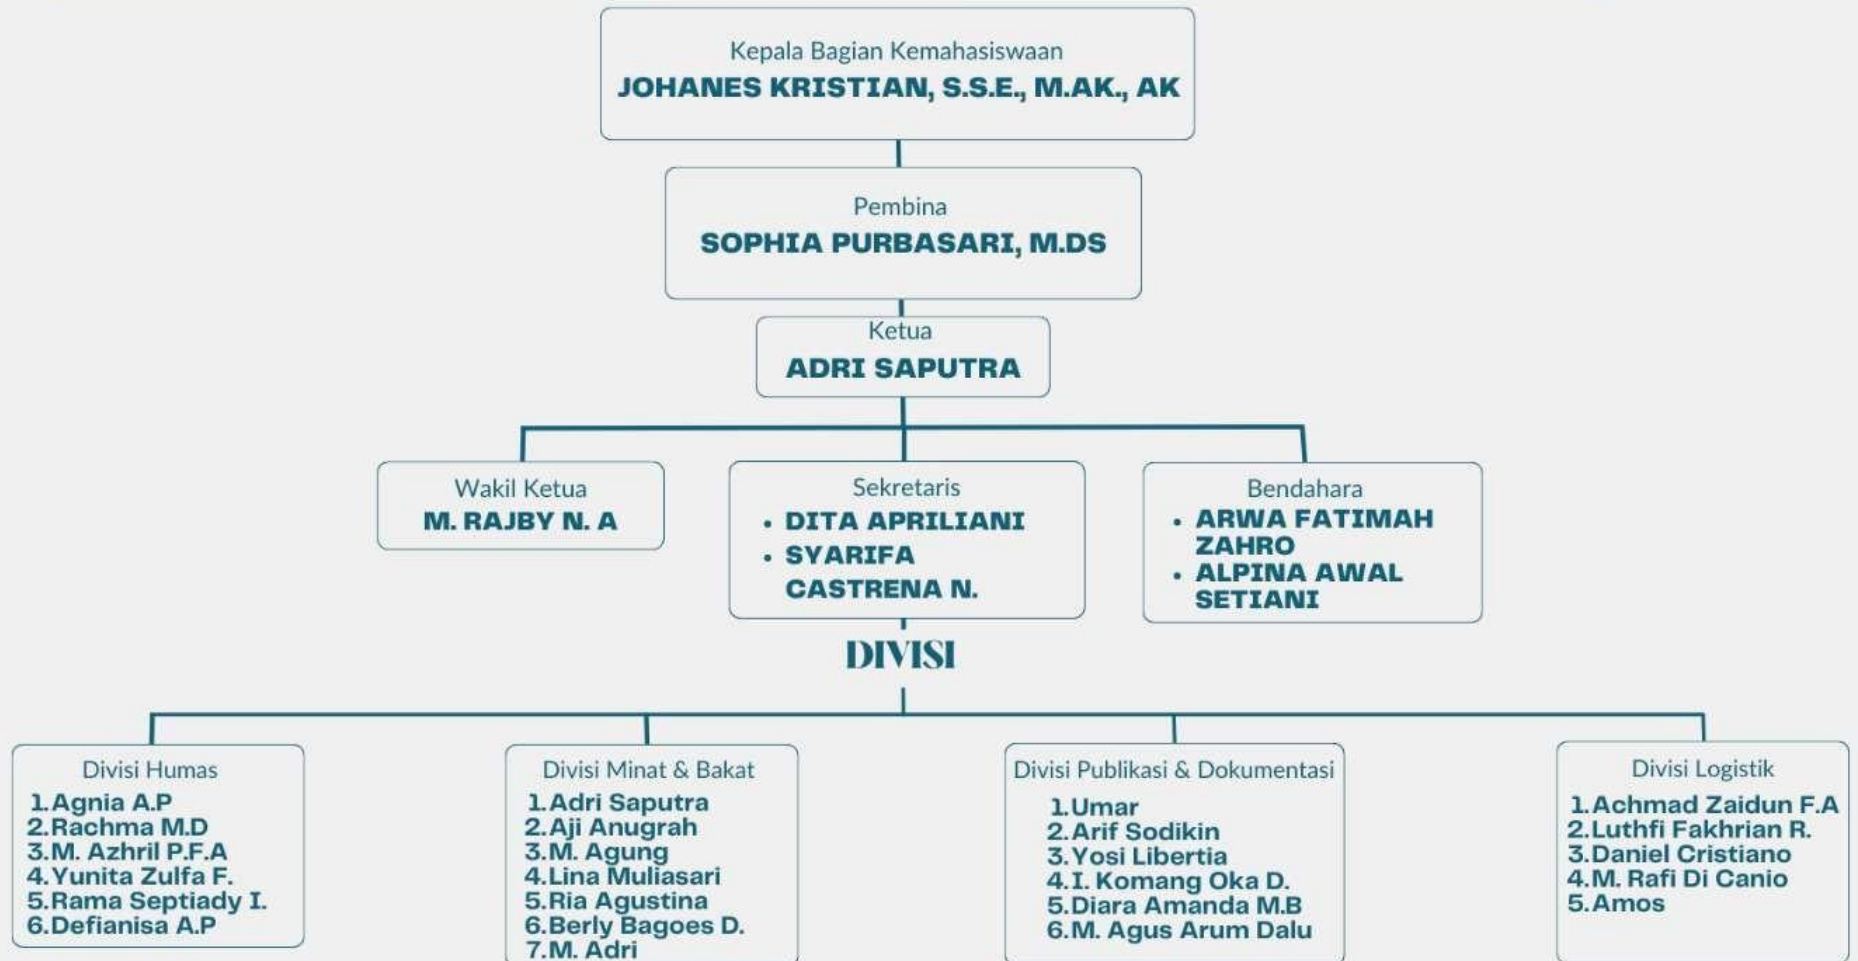 Kepala Bagian Kemahasiswaan
JOHANES KRISTIAN, S.S.E., M.AK., AK
Pembina
SOPHIA PURBASARI, M.DS
Ketua
ADRI SAPUTRA
Wakil Ketua
M. RAJBY N. A
Sekretaris
• DITA APRILIANI
• SYARIFA
CASTRENA N.
Bendahara
• ARWA FATIMAH
ZAHRO
• ALPINA AWAL
SETIANI
DIVISI
Divisi Humas
1.Agnia A.P
2.Rachma M.D
3.M. Azhril P.F.A
4.Yunita Zulfa F.
5.Rama Septiady I.
6.Defianisa A.P
Divisi Minat & Bakat
1.Adri Saputra
2.Aji Anugrah
3.M. Agung
4.Lina Muliasari
5.Ria Agustina
6.Berly Bagoes D.
7.M. Adri
Divisi Publikasi & Dokumentasi
1.Umar
2.Arif Sodikin
3.Yosi Libertia
4.I. Komang Oka D.
5.Diara Amanda M.B
6.M. Agus Arum Dalu
Divisi Logistik
1.Achmad Zaidun F.A
2.Luthfi Fakhrian R.
3.Daniel Cristiano
4.M. Rafi Di Canio
5.Amos